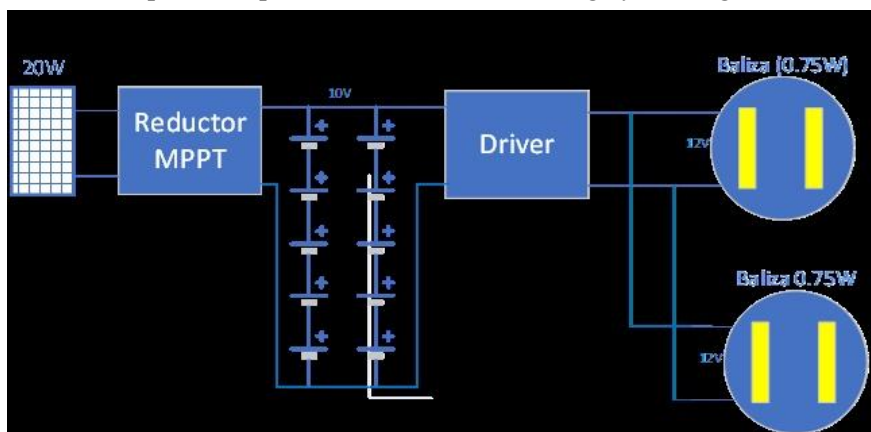 20W
Reductor
MPPT
10V
Driver
Baliza (0.75W)
12V
Baliza 0.75W
12V